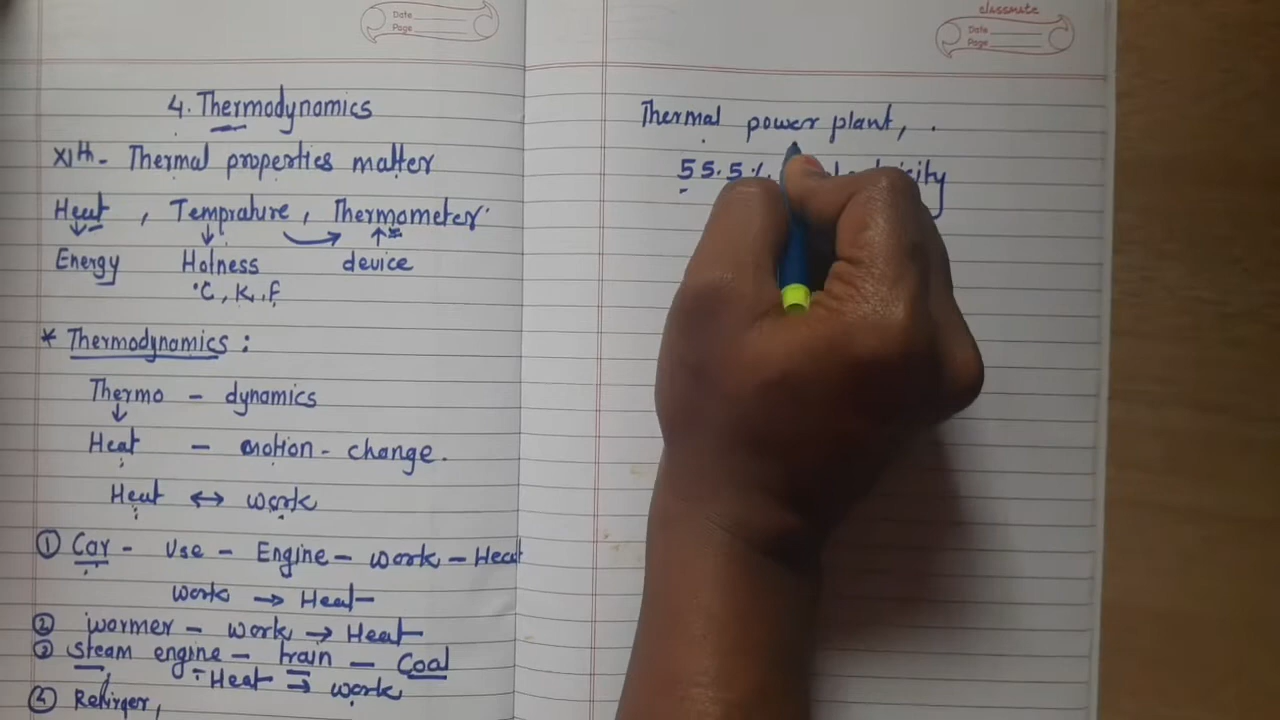 Date
Page
4. Thermodynamics
XIth - Thermal properties matter
Heat , Temprature , Thermometer
Energy Hotness device
°C, K, F
* Thermodynamics :
Thermo - dynamics
Heat - motion - change.
Heat ↔ work
① Car - Use - Engine - work - Heat
work → Heat
② wormer - work → Heat
③ Steam engine - train - Coal
Heat → work
④
classmate
Date
Page
Thermal power plant,
55.5%